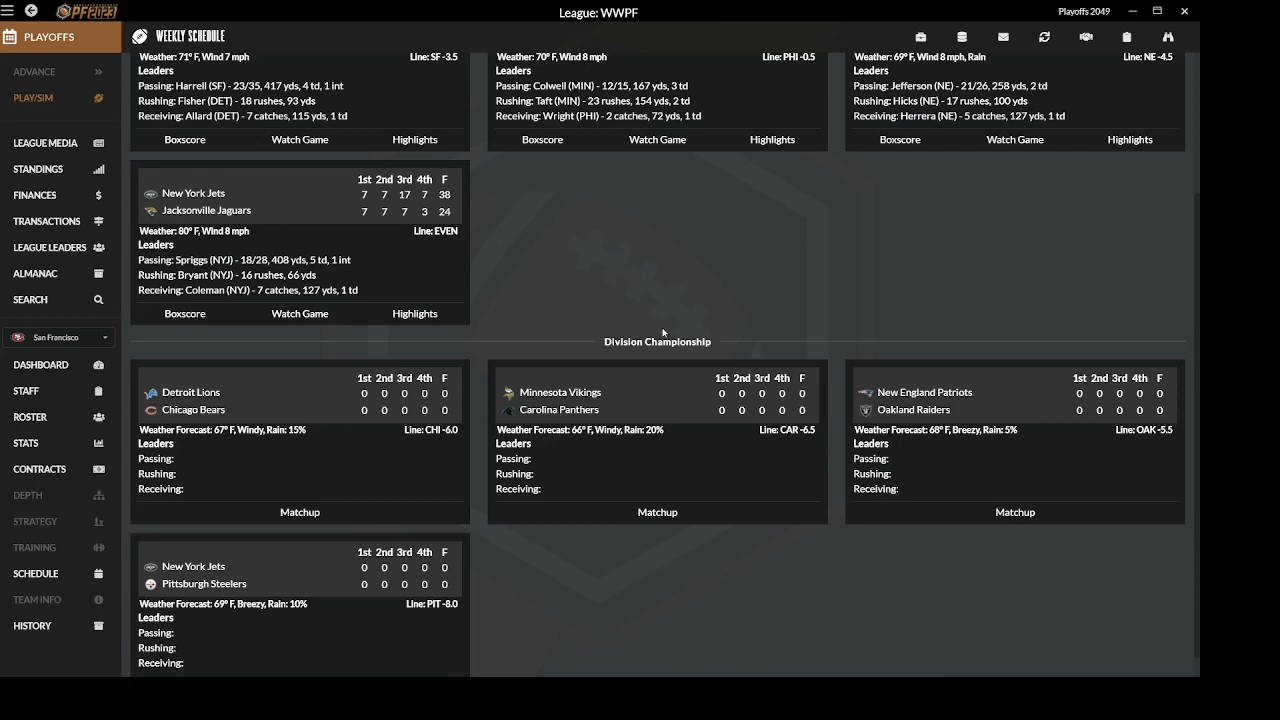 PF2023 League: WWPF Playoffs 2049
PLAYOFFS
WEEKLY SCHEDULE
ADVANCE
PLAY/SIM
LEAGUE MEDIA
STANDINGS
FINANCES
TRANSACTIONS
LEAGUE LEADERS
ALMANAC
SEARCH
San Francisco
DASHBOARD
STAFF
ROSTER
STATS
CONTRACTS
DEPTH
STRATEGY
TRAINING
SCHEDULE
TEAM INFO
HISTORY
Weather: 71° F, Wind 7 mph Line: SF -3.5
Leaders
Passing: Harrell (SF) - 23/35, 417 yds, 4 td, 1 int
Rushing: Fisher (DET) - 18 rushes, 93 yds
Receiving: Allard (DET) - 7 catches, 115 yds, 1 td
Boxscore Watch Game Highlights
Weather: 70° F, Wind 8 mph Line: PHI -0.5
Leaders
Passing: Colwell (MIN) - 12/15, 167 yds, 3 td
Rushing: Taft (MIN) - 23 rushes, 154 yds, 2 td
Receiving: Wright (PHI) - 2 catches, 72 yds, 1 td
Boxscore Watch Game Highlights
Weather: 69° F, Wind 8 mph, Rain Line: NE -4.5
Leaders
Passing: Jefferson (NE) - 21/26, 258 yds, 2 td
Rushing: Hicks (NE) - 17 rushes, 100 yds
Receiving: Herrera (NE) - 5 catches, 127 yds, 1 td
Boxscore Watch Game Highlights
1st 2nd 3rd 4th F
New York Jets 7 7 17 7 38
Jacksonville Jaguars 7 7 7 3 24
Weather: 80° F, Wind 8 mph Line: EVEN
Leaders
Passing: Spriggs (NYJ) - 18/28, 408 yds, 5 td, 1 int
Rushing: Bryant (NYJ) - 16 rushes, 66 yds
Receiving: Coleman (NYJ) - 7 catches, 127 yds, 1 td
Boxscore Watch Game Highlights
Division Championship
1st 2nd 3rd 4th F
Detroit Lions 0 0 0 0 0
Chicago Bears 0 0 0 0 0
Weather Forecast: 67° F, Windy, Rain: 15% Line: CHI -6.0
Leaders
Passing:
Rushing:
Receiving:
Matchup
1st 2nd 3rd 4th F
Minnesota Vikings 0 0 0 0 0
Carolina Panthers 0 0 0 0 0
Weather Forecast: 66° F, Windy, Rain: 20% Line: CAR -6.5
Leaders
Passing:
Rushing:
Receiving:
Matchup
1st 2nd 3rd 4th F
New England Patriots 0 0 0 0 0
Oakland Raiders 0 0 0 0 0
Weather Forecast: 68° F, Breezy, Rain: 5% Line: OAK -5.5
Leaders
Passing:
Rushing:
Receiving:
Matchup
1st 2nd 3rd 4th F
New York Jets 0 0 0 0 0
Pittsburgh Steelers 0 0 0 0 0
Weather Forecast: 69° F, Breezy, Rain: 10% Line: PIT -8.0
Leaders
Passing:
Rushing:
Receiving: